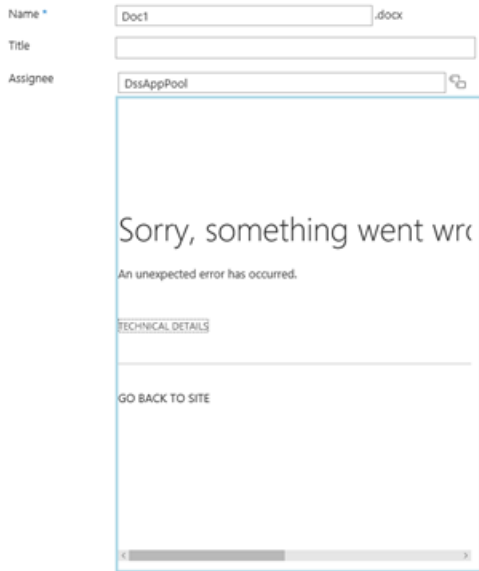 Name *
Doc1
.docx
Title
Assignee
DssAppPool
Sorry, something went wro
An unexpected error has occurred.
TECHNICAL DETAILS
GO BACK TO SITE